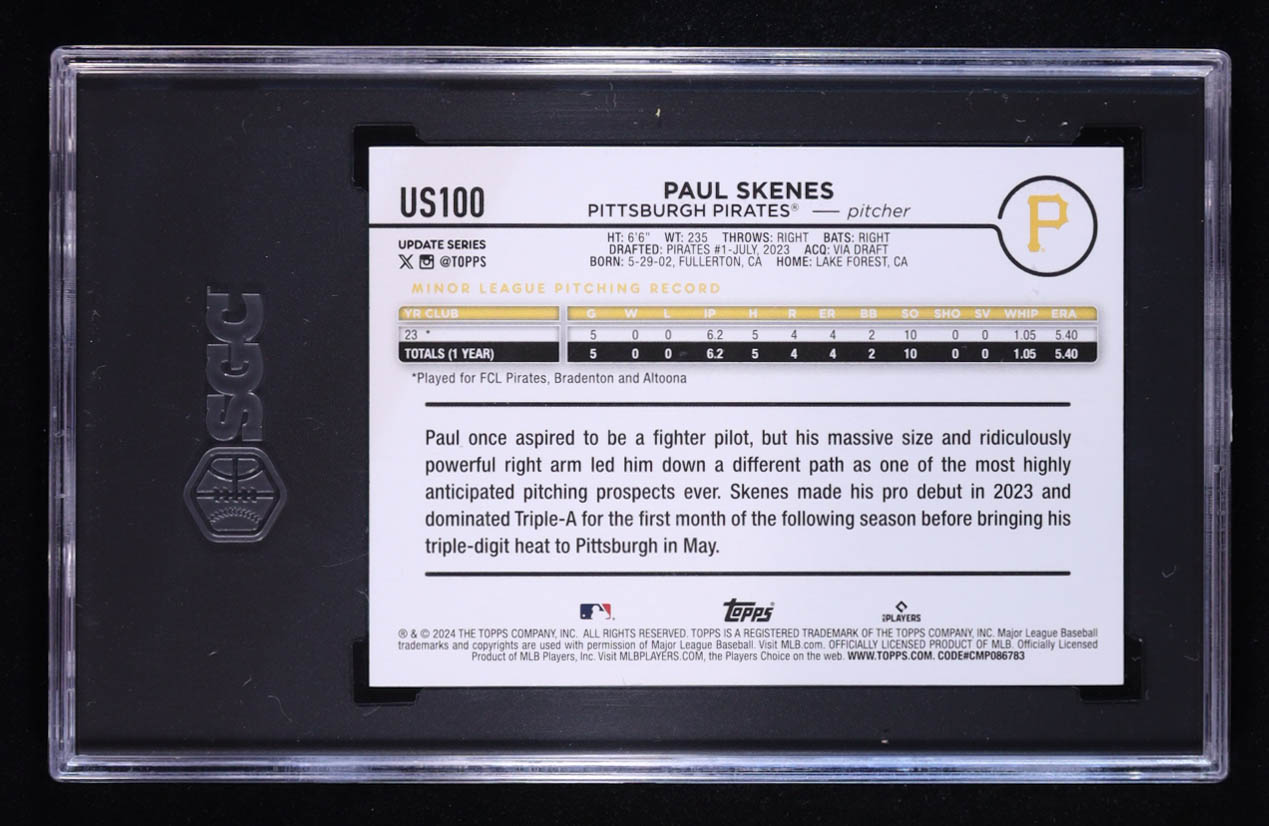 US100
PAUL SKENES
PITTSBURGH PIRATES® — pitcher
P
UPDATE SERIES
@TOPPS
HT: 6'6" WT: 235 THROWS: RIGHT BATS: RIGHT
DRAFTED: PIRATES #1-JULY, 2023 ACQ: VIA DRAFT
BORN: 5-29-02, FULLERTON, CA HOME: LAKE FOREST, CA
MINOR LEAGUE PITCHING RECORD
YR CLUB G W L IP H R ER BB SO SHO SV WHIP ERA
23 * 5 0 0 6.2 5 4 4 2 10 0 0 1.05 5.40
TOTALS (1 YEAR) 5 0 0 6.2 5 4 4 2 10 0 0 1.05 5.40
*Played for FCL Pirates, Bradenton and Altoona
Paul once aspired to be a fighter pilot, but his massive size and ridiculously
powerful right arm led him down a different path as one of the most highly
anticipated pitching prospects ever. Skenes made his pro debut in 2023 and
dominated Triple-A for the first month of the following season before bringing his
triple-digit heat to Pittsburgh in May.
topps
PLAYERS
® & © 2024 THE TOPPS COMPANY, INC. ALL RIGHTS RESERVED. TOPPS IS A REGISTERED TRADEMARK OF THE TOPPS COMPANY, INC. Major League Baseball
trademarks and copyrights are used with permission of Major League Baseball. Visit MLB.com. OFFICIALLY LICENSED PRODUCT OF MLB. Officially Licensed
Product of MLB Players, Inc. Visit MLBPLAYERS.COM, the Players Choice on the web. WWW.TOPPS.COM. CODE#CMP086783
SGC